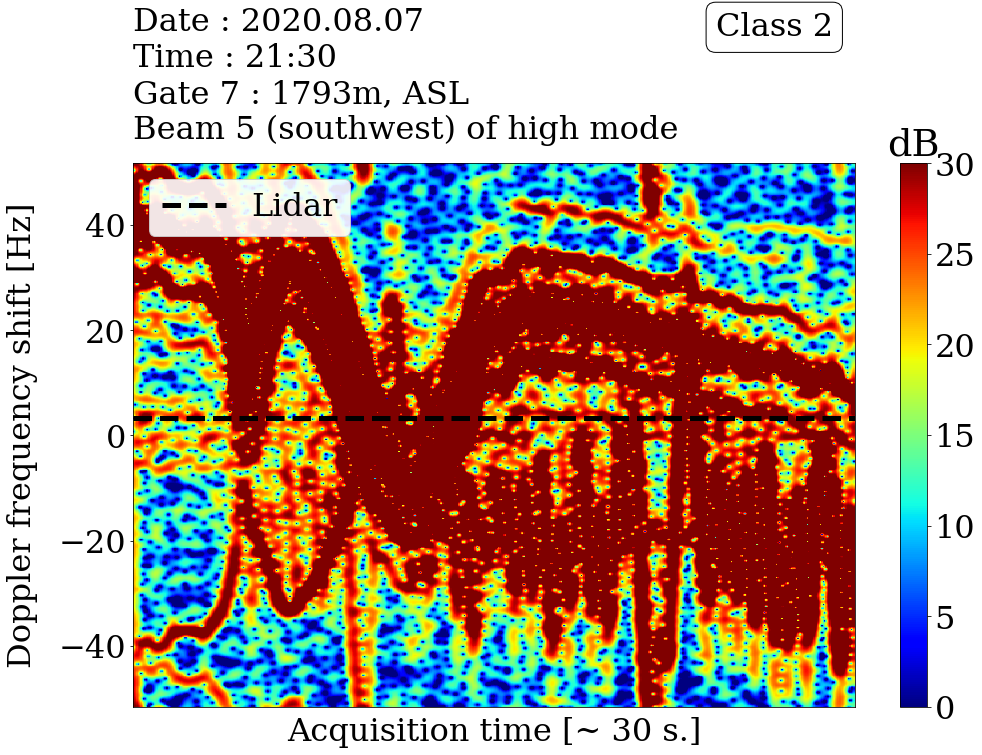 Date : 2020.08.07
Time : 21:30
Gate 7 : 1793m, ASL
Beam 5 (southwest) of high mode
Class 2
dB
Lidar
Doppler frequency shift [Hz]
40
20
0
−20
−40
30
25
20
15
10
5
0
Acquisition time [~ 30 s.]